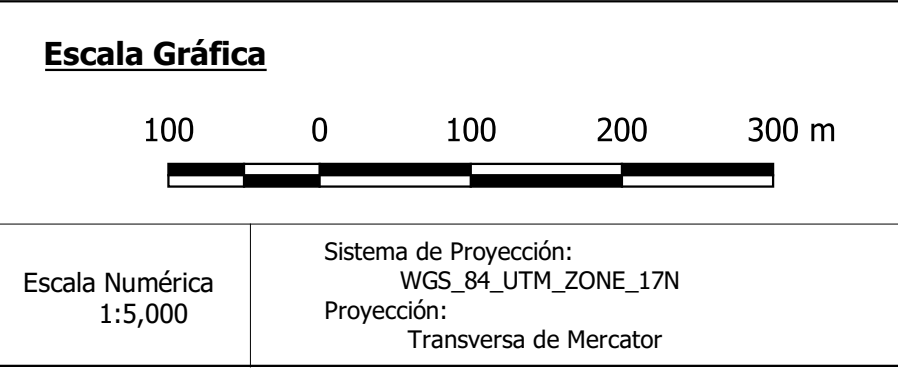 Escala Gráfica
100 0 100 200 300 m
Escala Numérica
1:5,000
Sistema de Proyección:
WGS_84_UTM_ZONE_17N
Proyección:
Transversa de Mercator